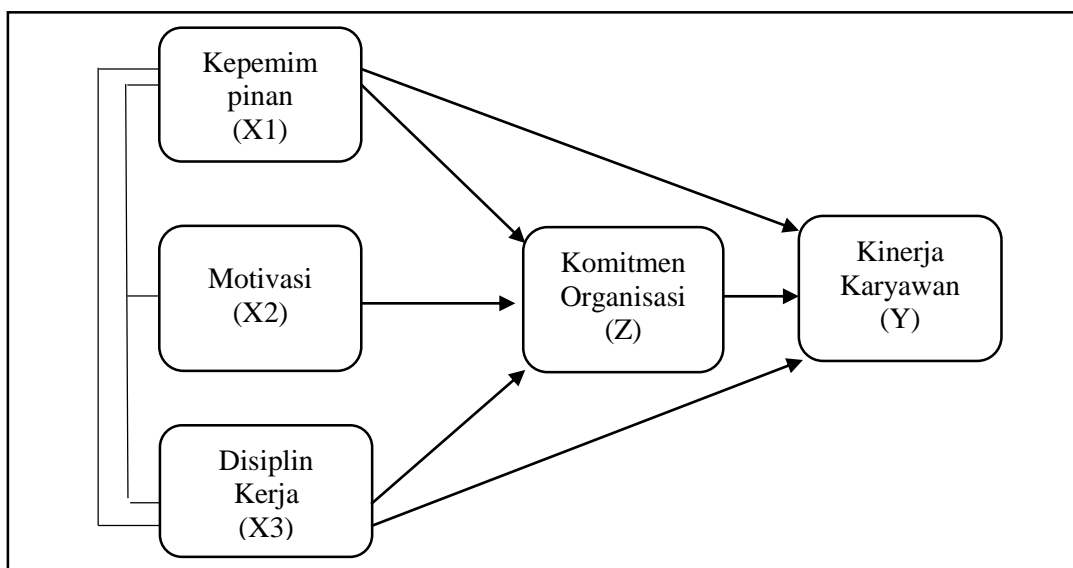 Kepemim
pinan
(X1)
Motivasi
(X2)
Disiplin
Kerja
(X3)
Komitmen
Organisasi
(Z)
Kinerja
Karyawan
(Y)